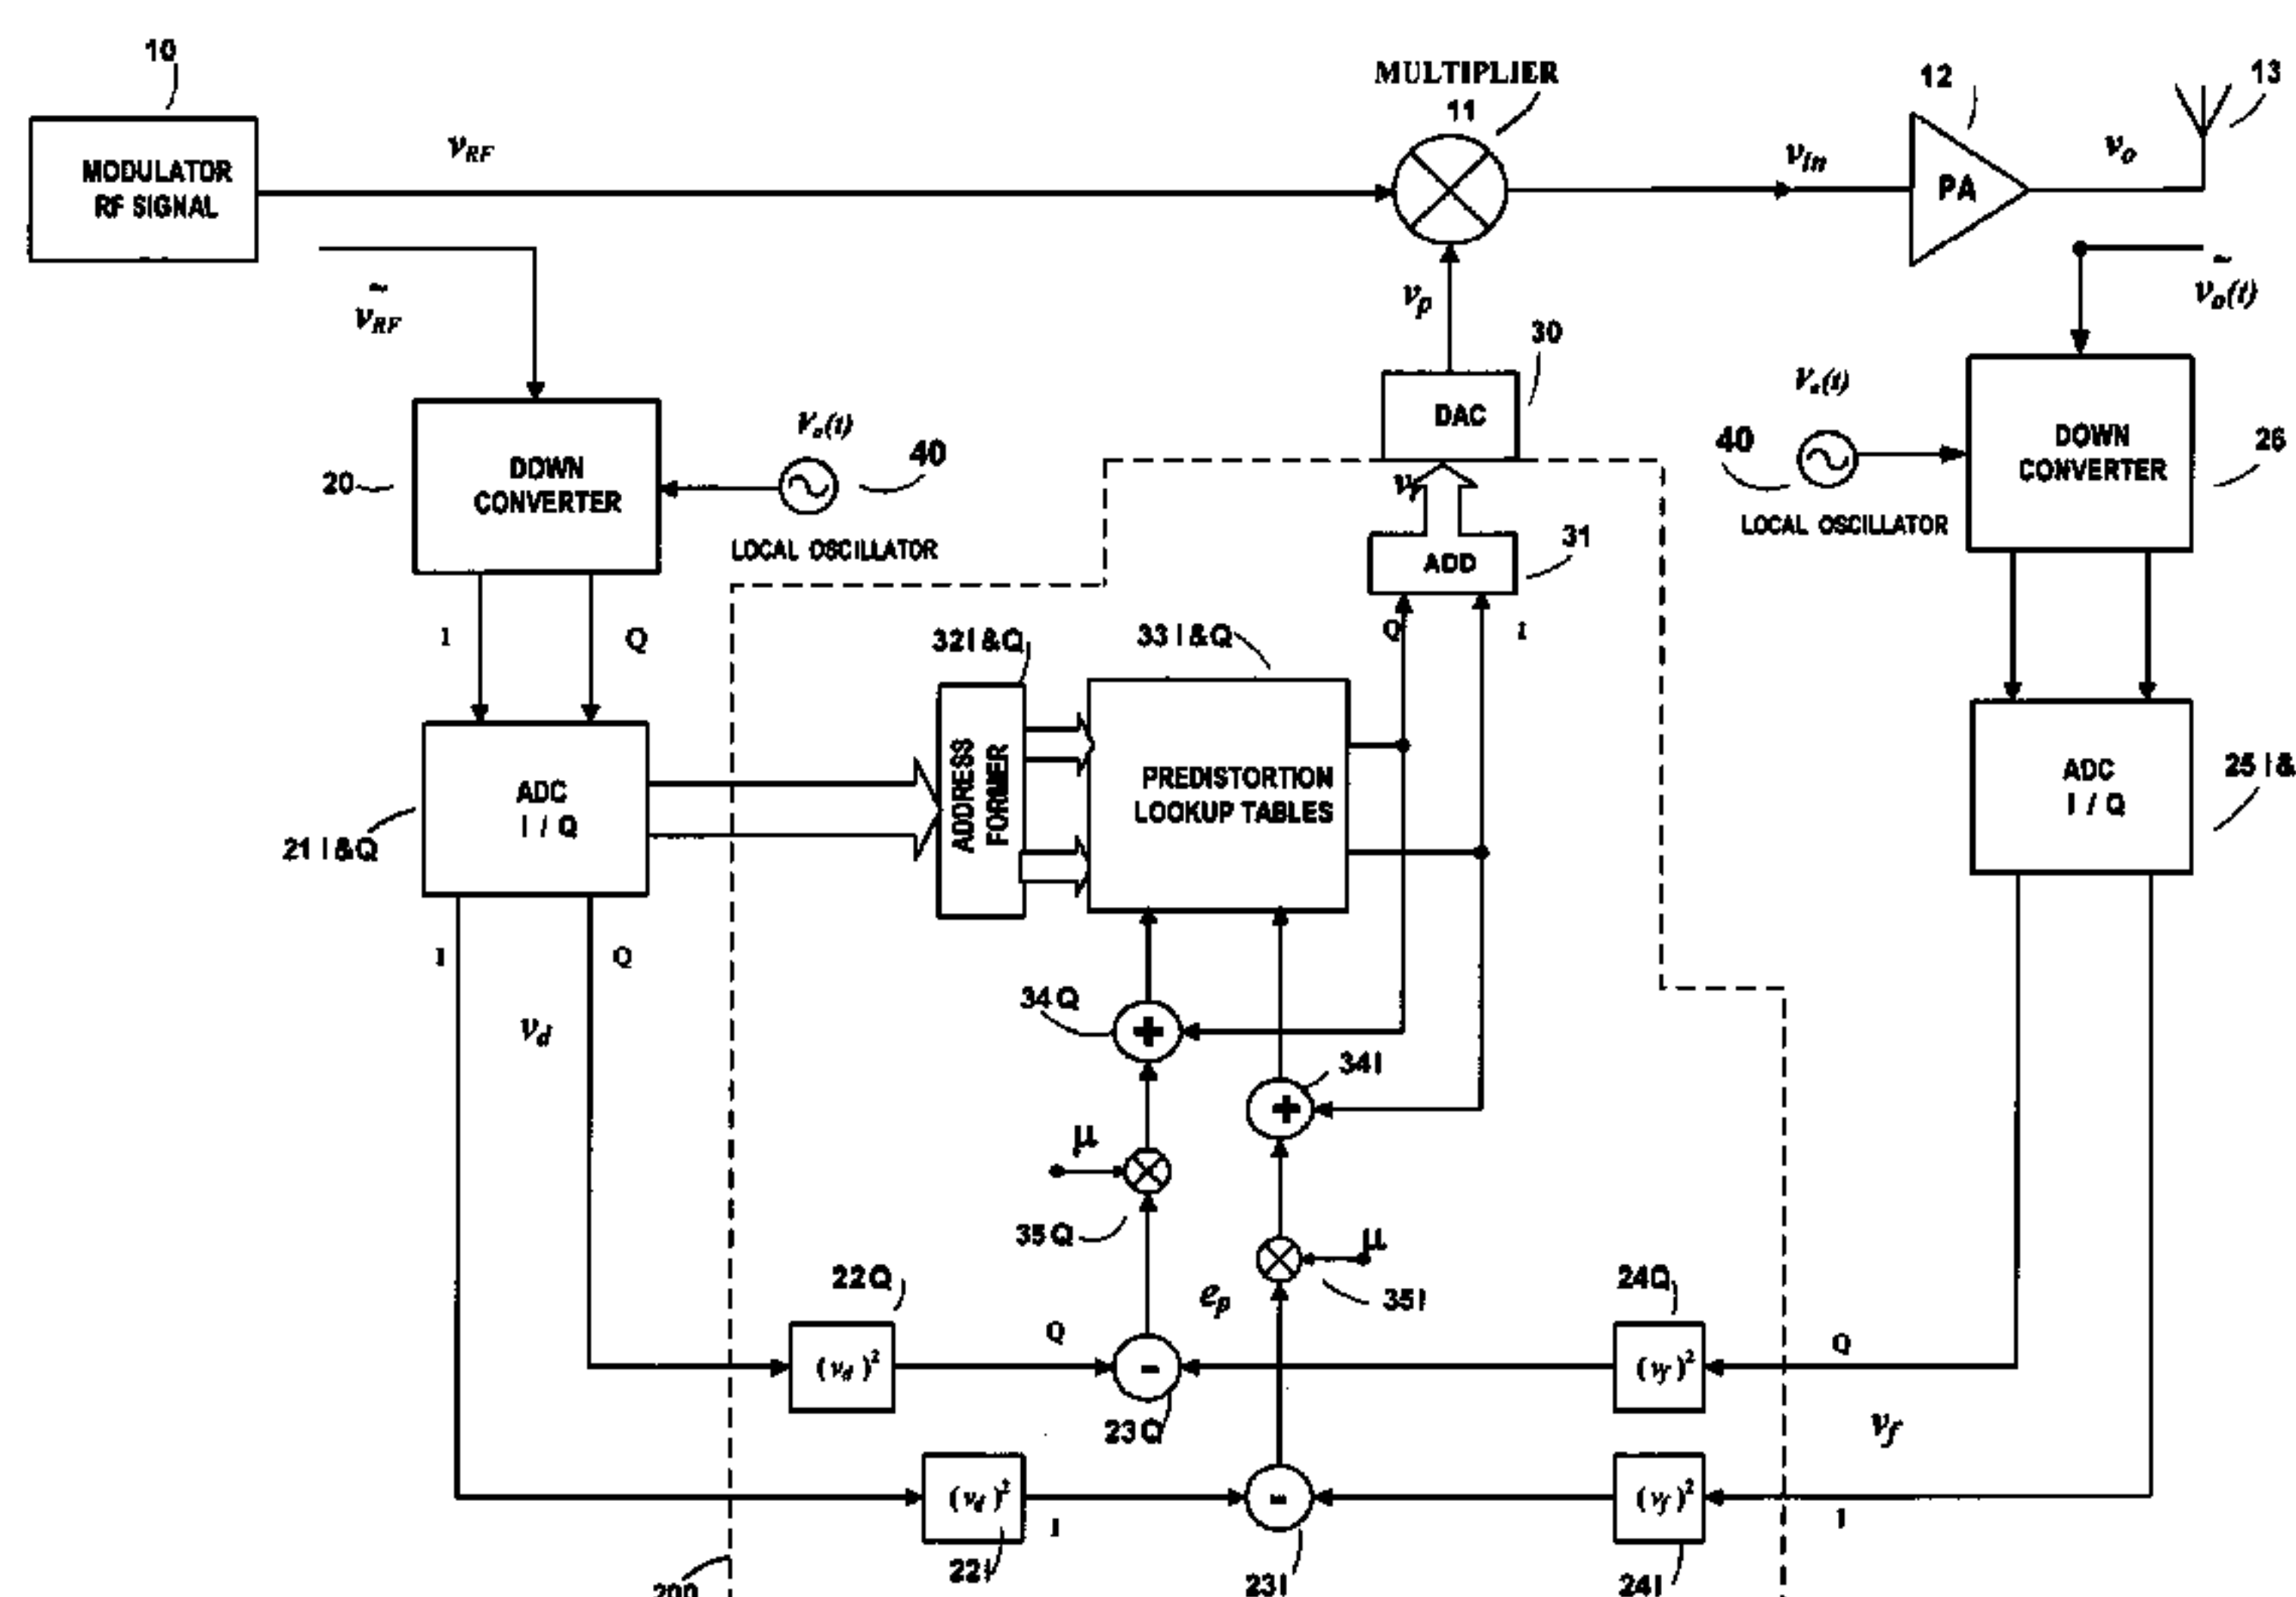 10
MULTIPLIER
11
12
13
MODULATOR
RF SIGNAL
v_RF
v_in
PA
v_o
~
v_RF
v_p
30
~
v_o(t)
DAC
20
DOWN
CONVERTER
V_o(t)
40
LOCAL OSCILLATOR
V_o(t)
40
LOCAL OSCILLATOR
DOWN
CONVERTER
26
ADD
31
I
Q
32I&Q
33 I&Q
Q
I
21 I&Q
ADC
I / Q
ADDRESS
FORMER
PREDISTORTION
LOOKUP TABLES
ADC
I / Q
25 I&
I
Q
v_d
34Q
+
34I
+
μ
35Q
μ
35I
e_p
22Q
(v_d)²
Q
-
23Q
24Q
(v_f)²
Q
v_f
22I
(v_d)²
I
-
23I
24I
(v_f)²
I
200